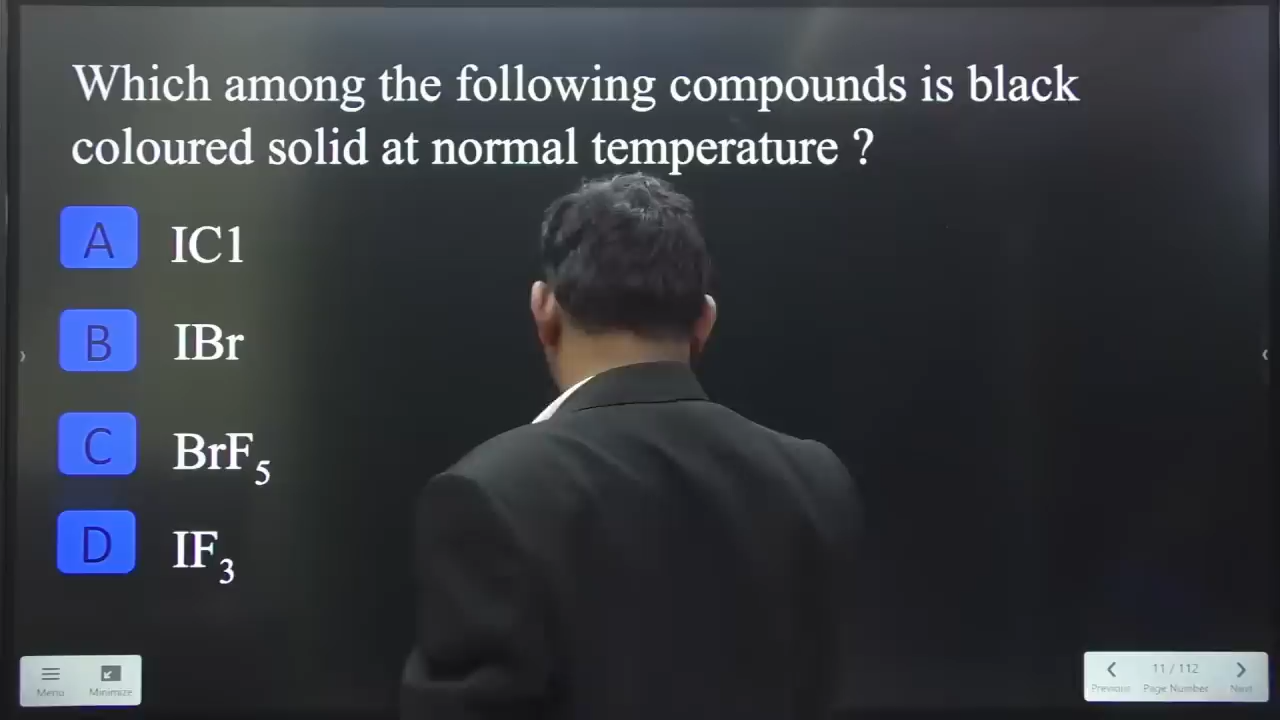 Which among the following compounds is black
coloured solid at normal temperature ?
A IC1
B IBr
C BrF5
D IF3
Menu Minimize
11 / 112
Previous Page Number Next